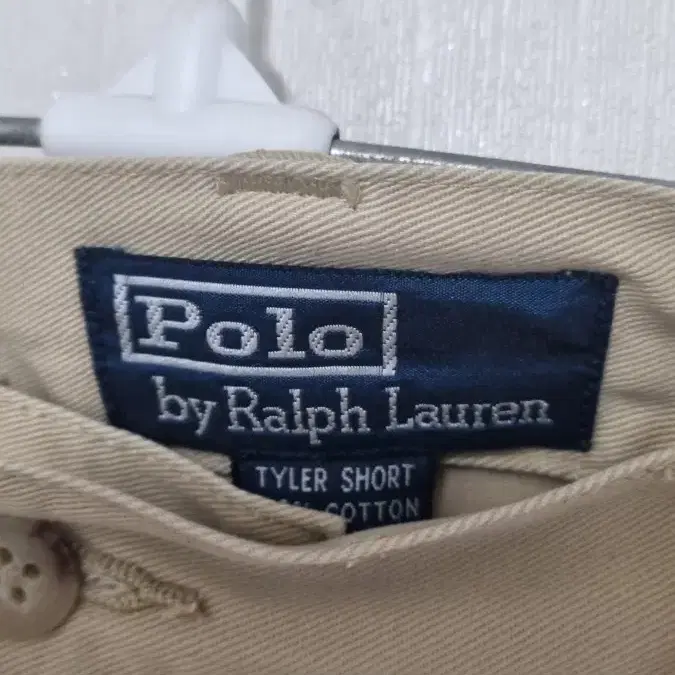 Polo
by Ralph Lauren
TYLER SHORT
COTTON